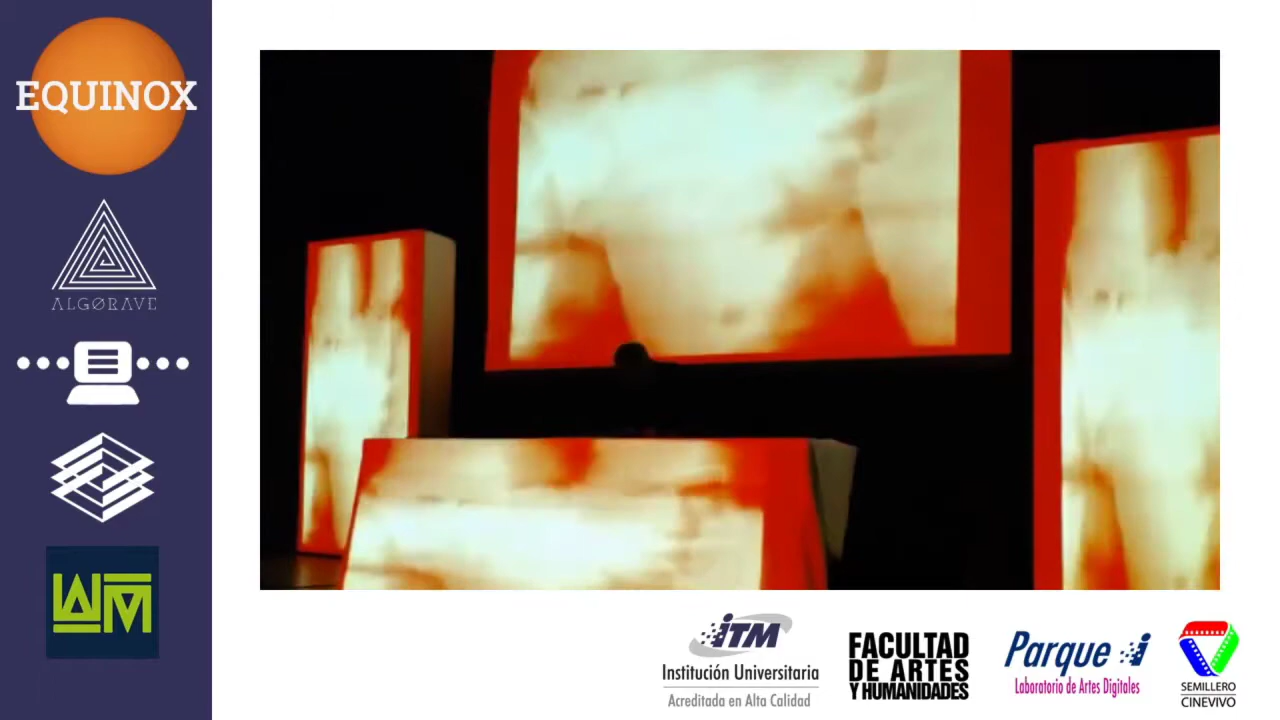 EQUINOX
ALGØRAVE
iTM
Institución Universitaria
Acreditada en Alta Calidad
FACULTAD
DE ARTES
Y HUMANIDADES
Parque i
Laboratorio de Artes Digitales
SEMILLERO
CINEVIVO